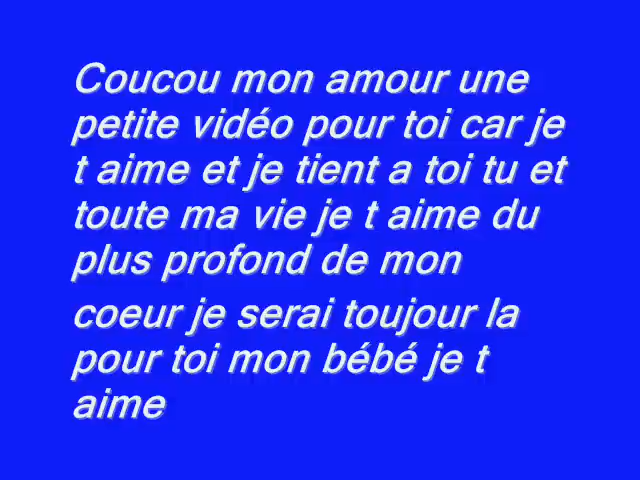 Coucou mon amour une
petite vidéo pour toi car je
t aime et je tient a toi tu et
toute ma vie je t aime du
plus profond de mon
coeur je serai toujour la
pour toi mon bébé je t
aime